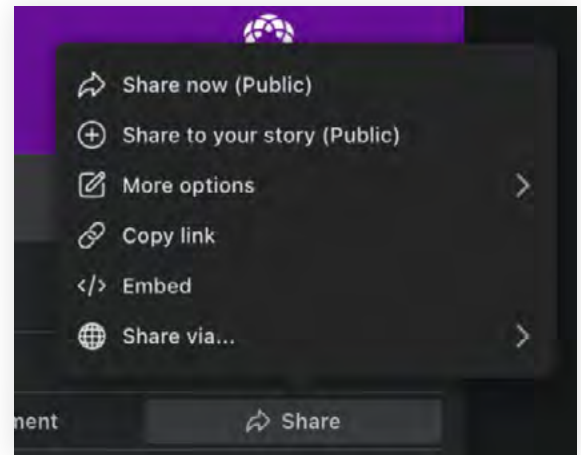 Share now (Public)
Share to your story (Public)
More options
Copy link
Embed
Share via...
ment
Share